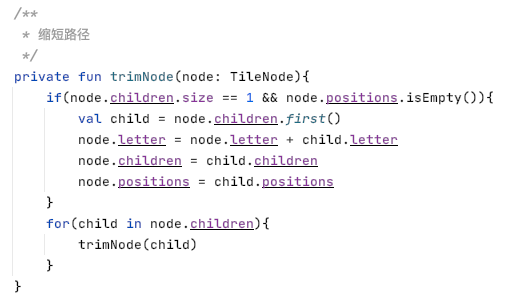 /**
 * 缩短路径
 */
private fun trimNode(node: TileNode){
    if(node.children.size == 1 && node.positions.isEmpty()){
        val child = node.children.first()
        node.letter = node.letter + child.letter
        node.children = child.children
        node.positions = child.positions
    }
    for(child in node.children){
        trimNode(child)
    }
}